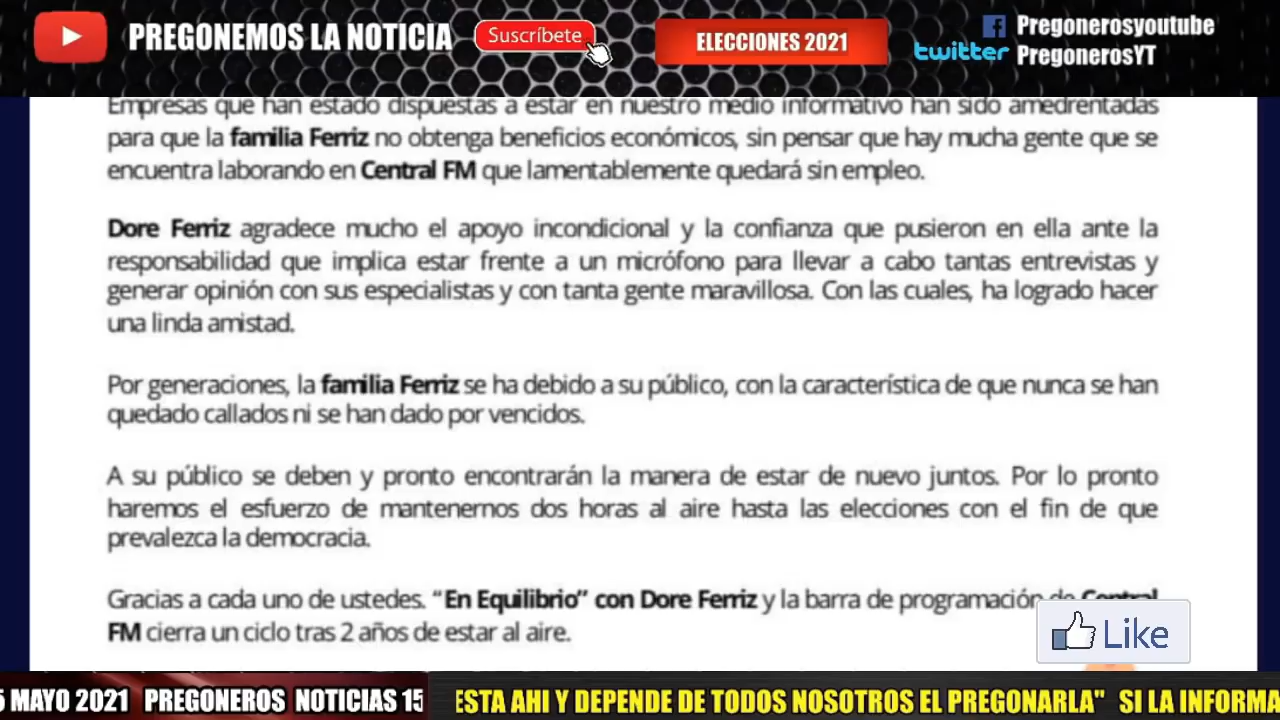 PREGONEMOS LA NOTICIA
Suscríbete
ELECCIONES 2021
Pregonerosyoutube
twitter PregonerosYT
Empresas que han estado dispuestas a estar en nuestro medio informativo han sido amedrentadas
para que la familia Ferriz no obtenga beneficios económicos, sin pensar que hay mucha gente que se
encuentra laborando en Central FM que lamentablemente quedará sin empleo.
Dore Ferriz agradece mucho el apoyo incondicional y la confianza que pusieron en ella ante la
responsabilidad que implica estar frente a un micrófono para llevar a cabo tantas entrevistas y
generar opinión con sus especialistas y con tanta gente maravillosa. Con las cuales, ha logrado hacer
una linda amistad.
Por generaciones, la familia Ferriz se ha debido a su público, con la característica de que nunca se han
quedado callados ni se han dado por vencidos.
A su público se deben y pronto encontrarán la manera de estar de nuevo juntos. Por lo pronto
haremos el esfuerzo de mantenernos dos horas al aire hasta las elecciones con el fin de que
prevalezca la democracia.
Gracias a cada uno de ustedes. “En Equilibrio” con Dore Ferriz y la barra de programación de Central
FM cierra un ciclo tras 2 años de estar al aire.
Like
5 MAYO 2021 PREGONEROS NOTICIAS 15
ESTA AHI Y DEPENDE DE TODOS NOSOTROS EL PREGONARLA" SI LA INFORMA